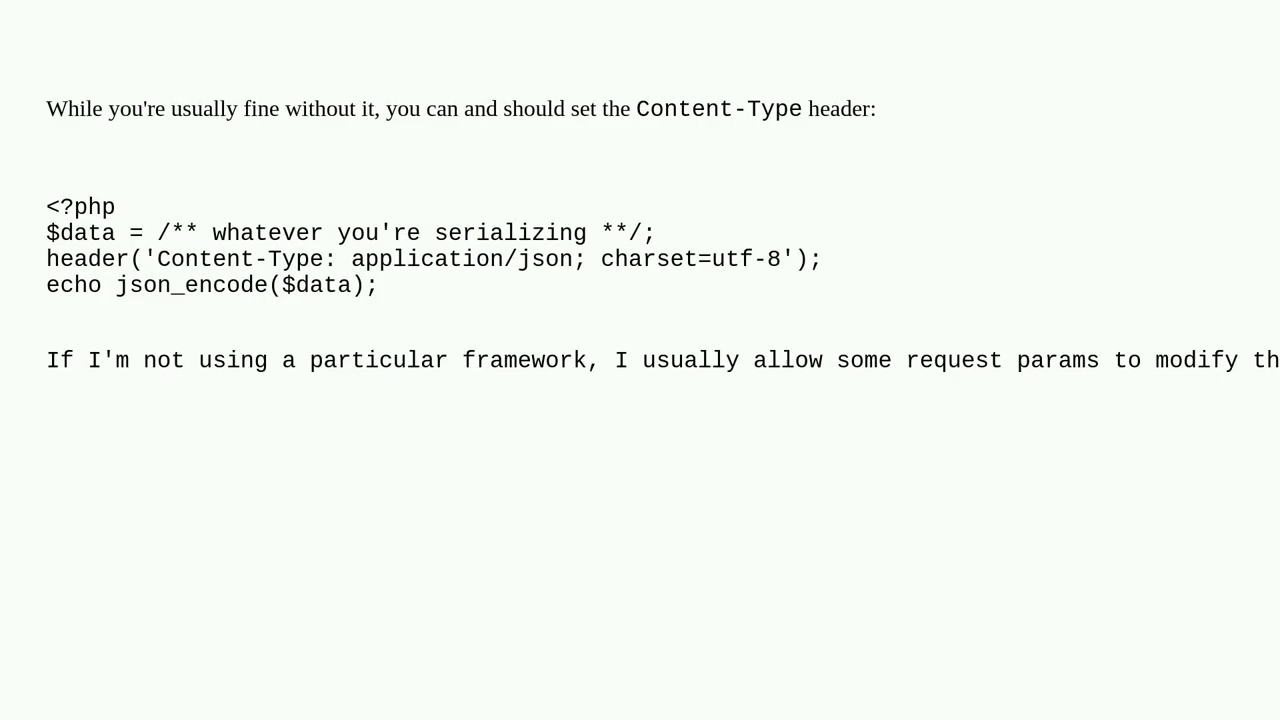 While you're usually fine without it, you can and should set the Content-Type header:
<?php
$data = /** whatever you're serializing **/;
header('Content-Type: application/json; charset=utf-8');
echo json_encode($data);
If I'm not using a particular framework, I usually allow some request params to modify th